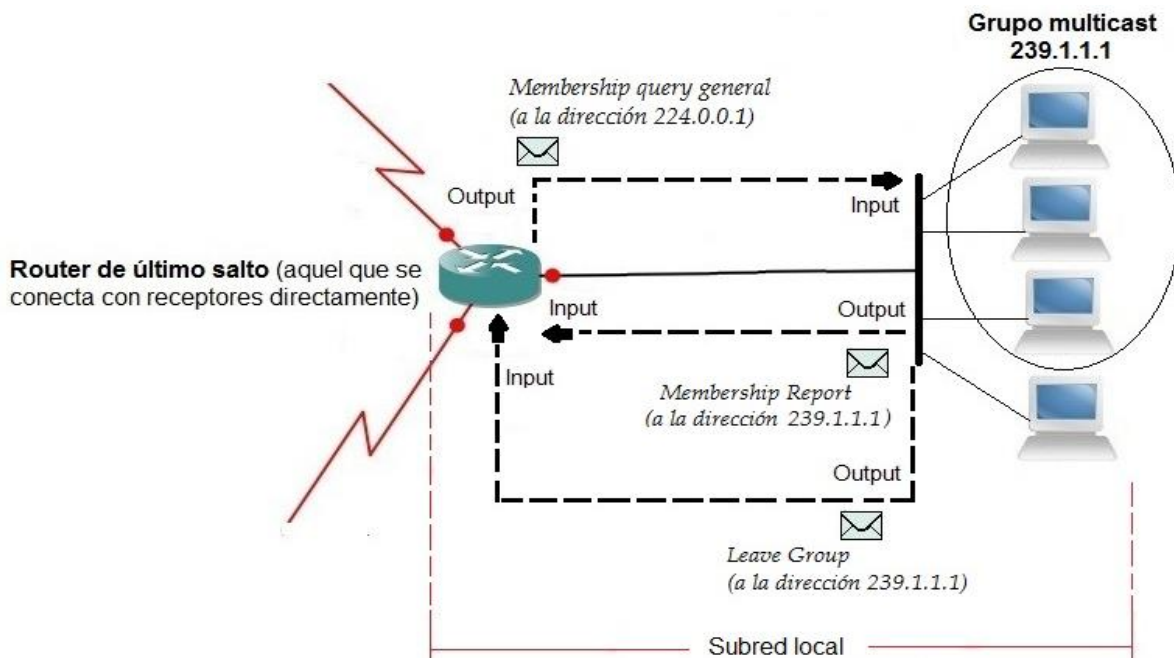 Grupo multicast
239.1.1.1
Membership query general
(a la dirección 224.0.0.1)
Output
Input
Router de último salto (aquel que se
conecta con receptores directamente)
Input
Output
Input
Membership Report
(a la dirección 239.1.1.1)
Output
Leave Group
(a la dirección 239.1.1.1)
Subred local